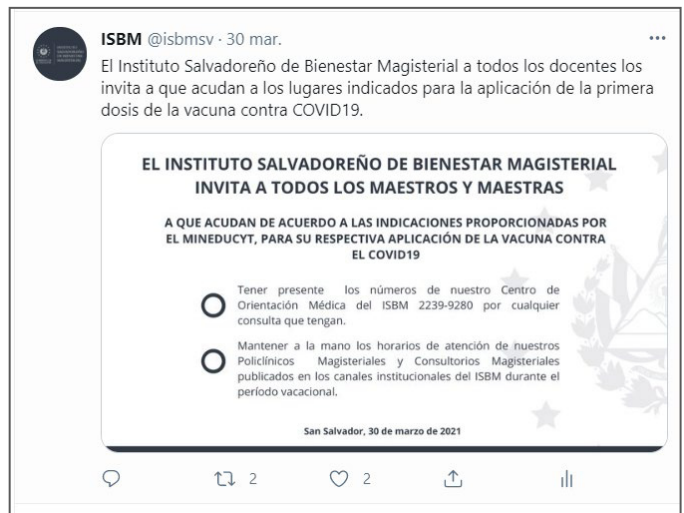 ISBM @isbmsv · 30 mar.
El Instituto Salvadoreño de Bienestar Magisterial a todos los docentes los
invita a que acudan a los lugares indicados para la aplicación de la primera
dosis de la vacuna contra COVID19.
EL INSTITUTO SALVADOREÑO DE BIENESTAR MAGISTERIAL
INVITA A TODOS LOS MAESTROS Y MAESTRAS
A QUE ACUDAN DE ACUERDO A LAS INDICACIONES PROPORCIONADAS POR
EL MINEDUCYT, PARA SU RESPECTIVA APLICACIÓN DE LA VACUNA CONTRA
EL COVID19
Tener presente los números de nuestro Centro de
Orientación Médica del ISBM 2239-9280 por cualquier
consulta que tengan.
Mantener a la mano los horarios de atención de nuestros
Policlínicos Magisteriales y Consultorios Magisteriales
publicados en los canales institucionales del ISBM durante el
período vacacional.
San Salvador, 30 de marzo de 2021
2 2